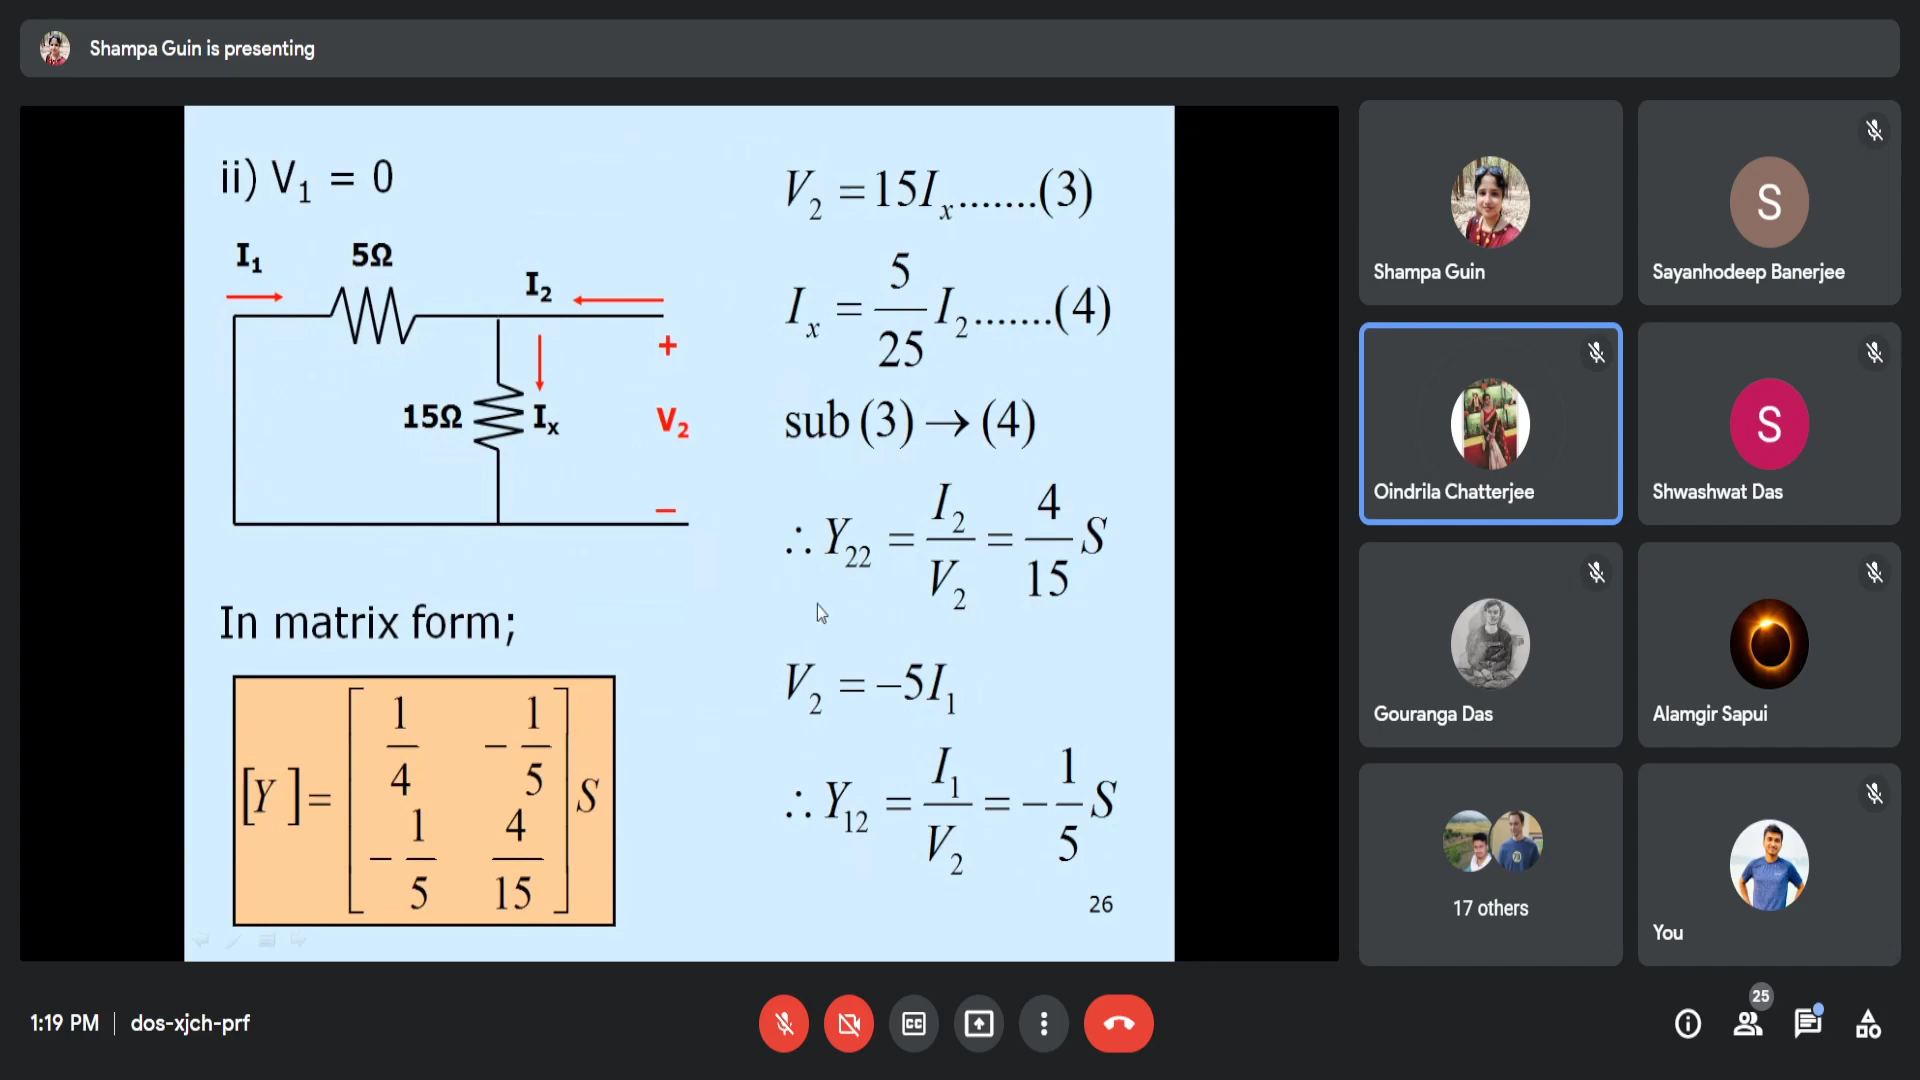 Shampa Guin is presenting
ii) V₁ = 0
I₁
5Ω
I₂
+
15Ω
Iₓ
V₂
−
In matrix form;
[Y] = [ 1/4 −1/5
−1/5 4/15 ] S
V₂ = 15Iₓ.......(3)
Iₓ = 5/25 I₂.......(4)
sub (3) → (4)
∴ Y₂₂ = I₂/V₂ = 4/15 S
V₂ = −5I₁
∴ Y₁₂ = I₁/V₂ = −1/5 S
26
Shampa Guin
S
Sayanhodeep Banerjee
Oindrila Chatterjee
S
Shwashwat Das
Gouranga Das
Alamgir Sapui
17 others
You
1:19 PM | dos-xjch-prf
CC
25